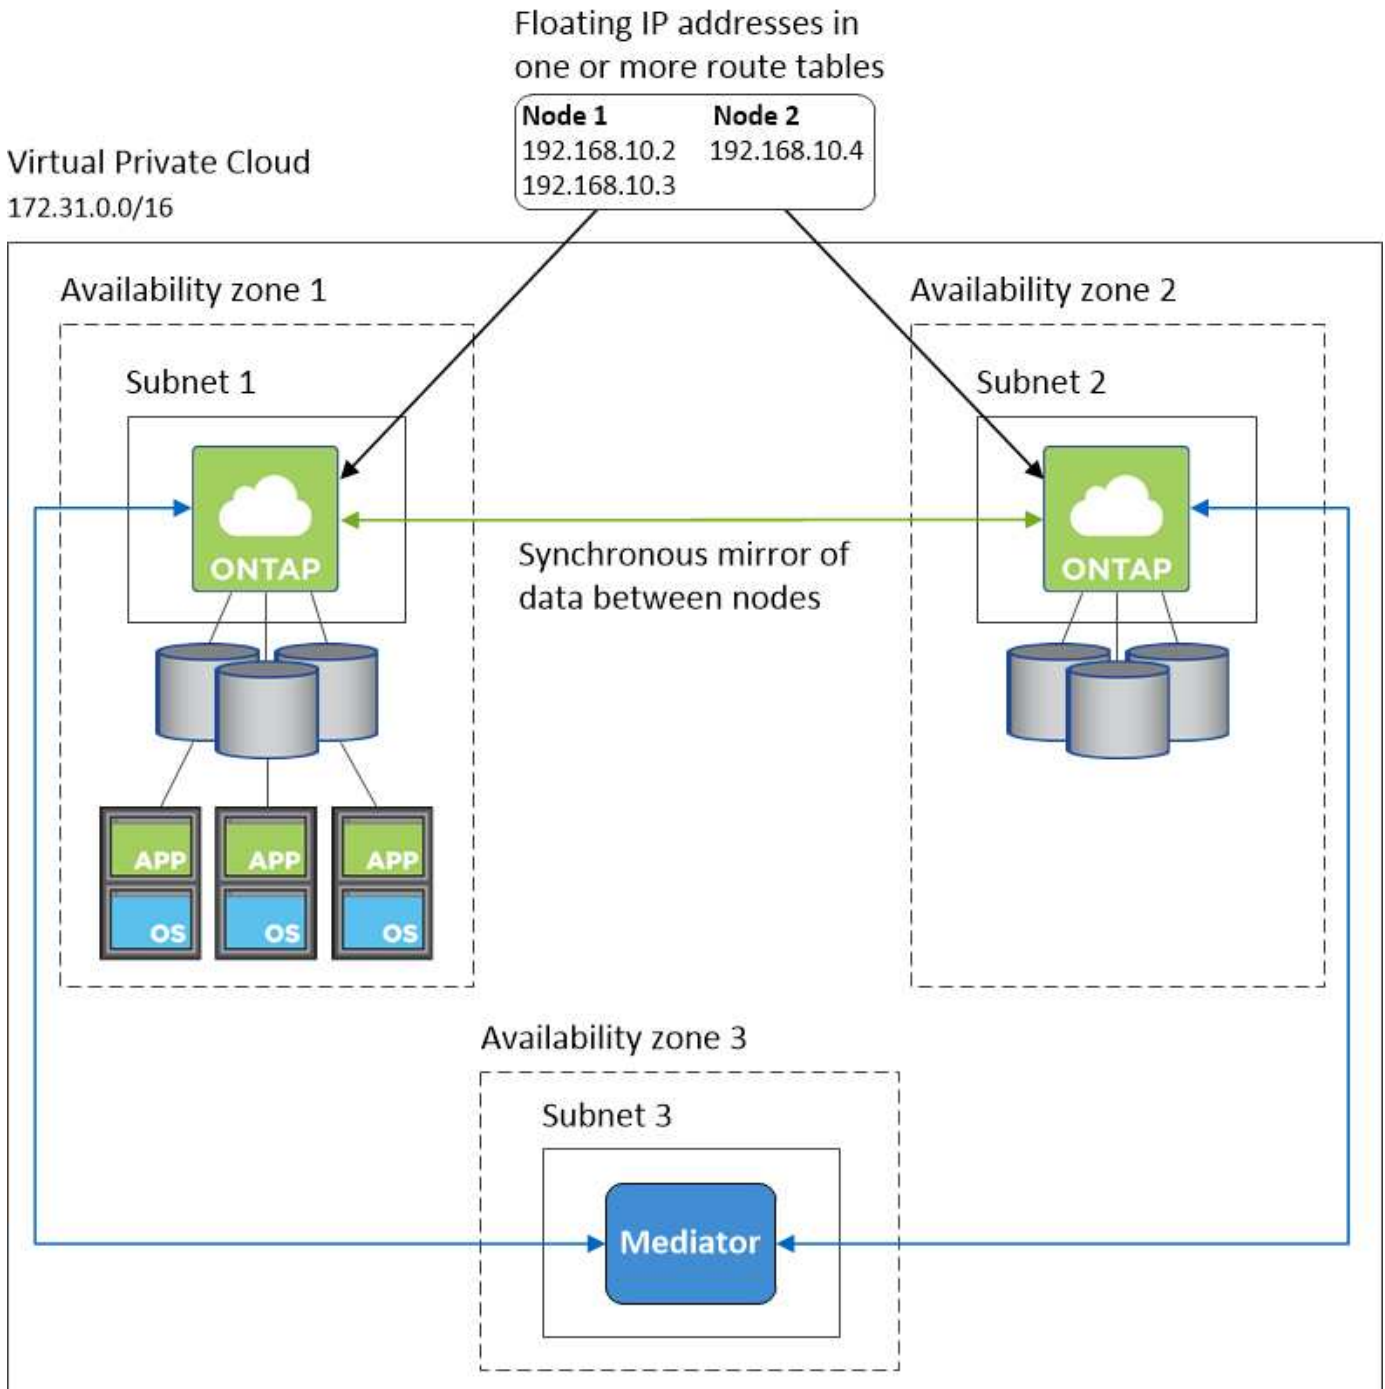 Floating IP addresses in
one or more route tables
Node 1 Node 2
192.168.10.2 192.168.10.4
192.168.10.3
Virtual Private Cloud
172.31.0.0/16
Availability zone 1
Availability zone 2
Subnet 1
Subnet 2
ONTAP
ONTAP
Synchronous mirror of
data between nodes
APP APP APP
OS OS OS
Availability zone 3
Subnet 3
Mediator